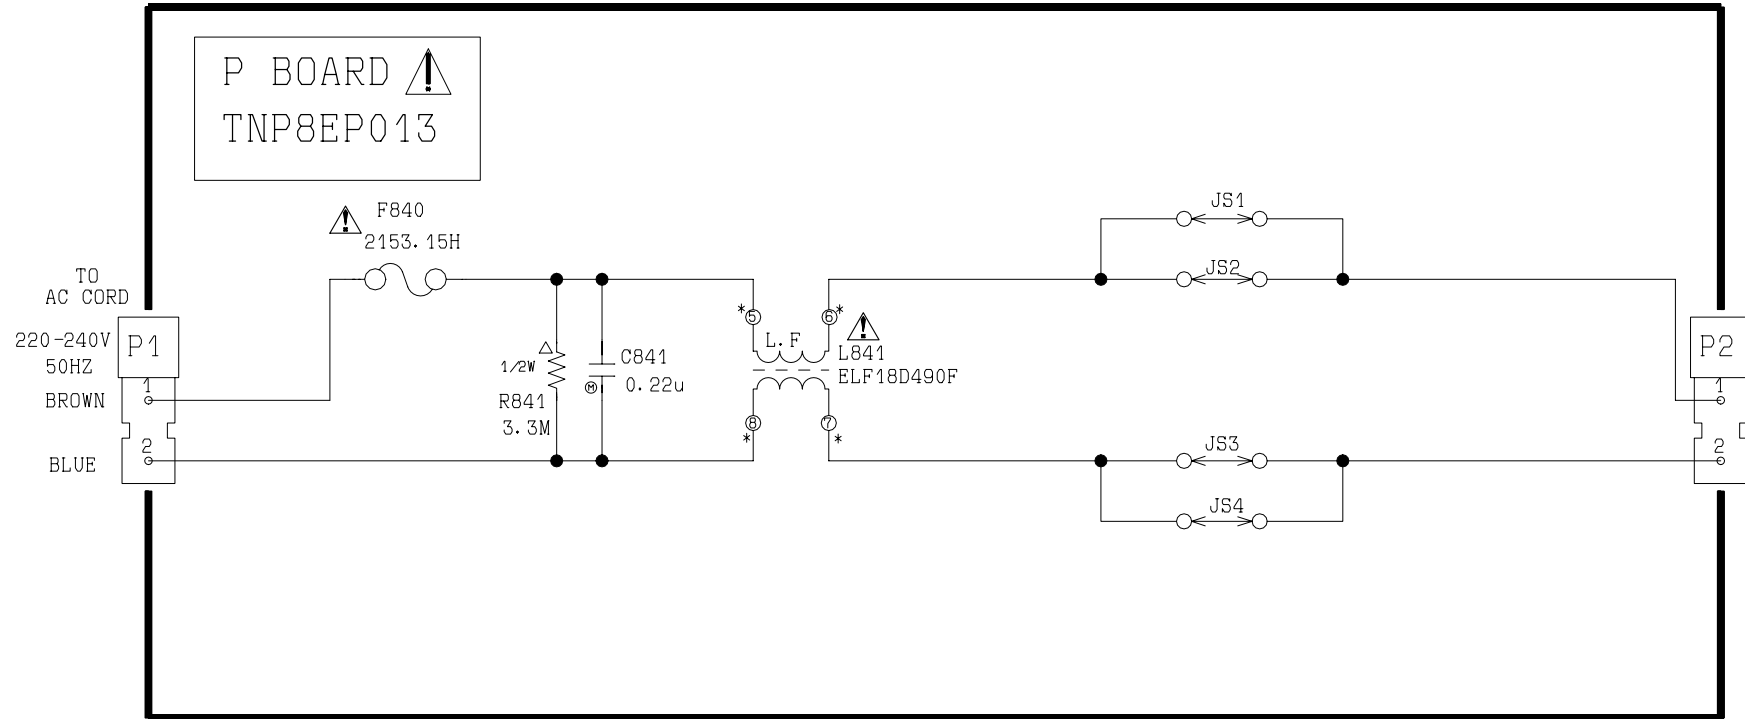 P BOARD
TNP8EP013
F840
2153.15H
TO
AC CORD
220-240V
50HZ
BROWN
BLUE
P1
1
2
1/2W
R841
3.3M
C841
0.22u
M
*5
6*
L.F
L841
ELF18D490F
8
*
7
*
JS1
JS2
JS3
JS4
P2
1
2